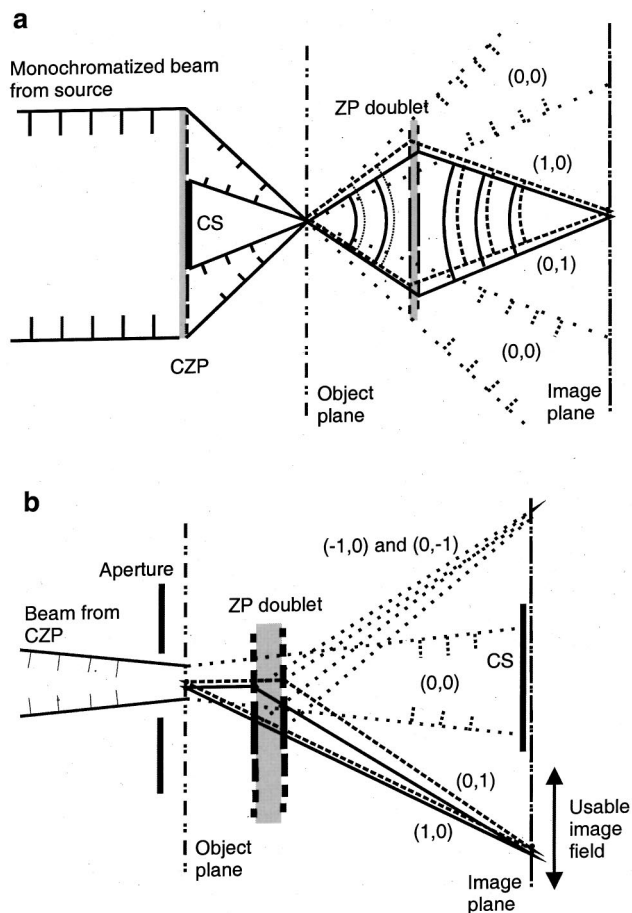 a
Monochromatized beam
from source
ZP doublet
(0,0)
(1,0)
CS
(0,1)
(0,0)
CZP
Object
plane
Image
plane
b
(-1,0) and (0,-1)
Aperture
ZP doublet
Beam from
CZP
CS
(0,0)
(0,1)
Usable
image
field
(1,0)
Object
plane
Image
plane